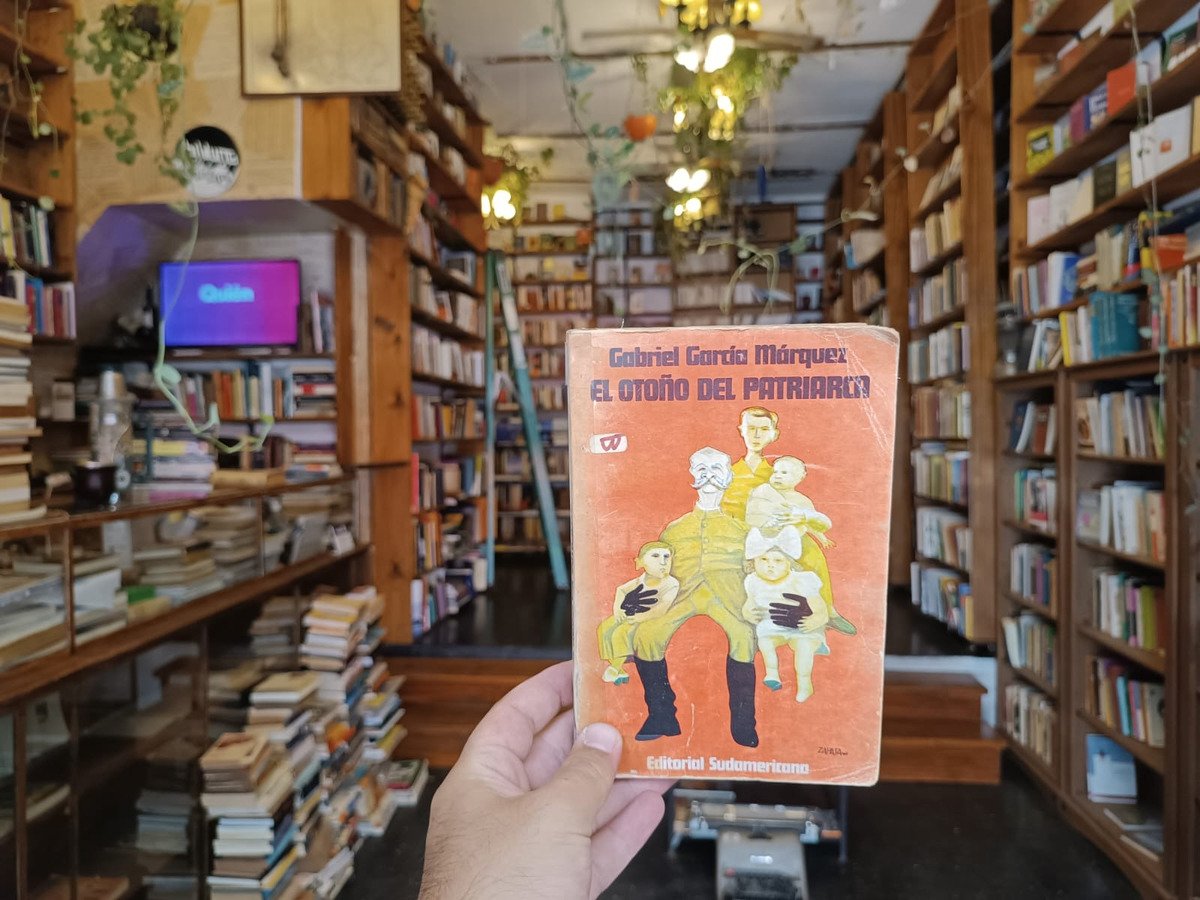 Quién
Gabriel García Márquez
EL OTOÑO DEL PATRIARCA
Editorial Sudamericana